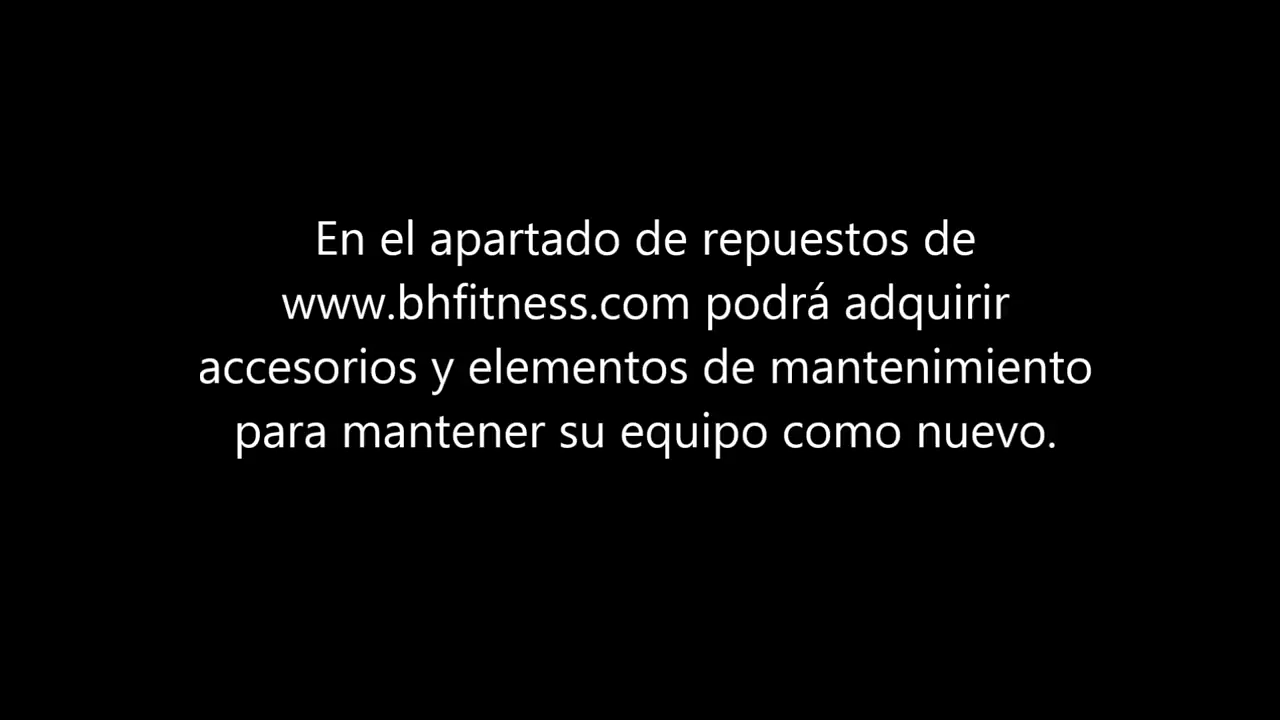 En el apartado de repuestos de
www.bhfitness.com podrá adquirir
accesorios y elementos de mantenimiento
para mantener su equipo como nuevo.